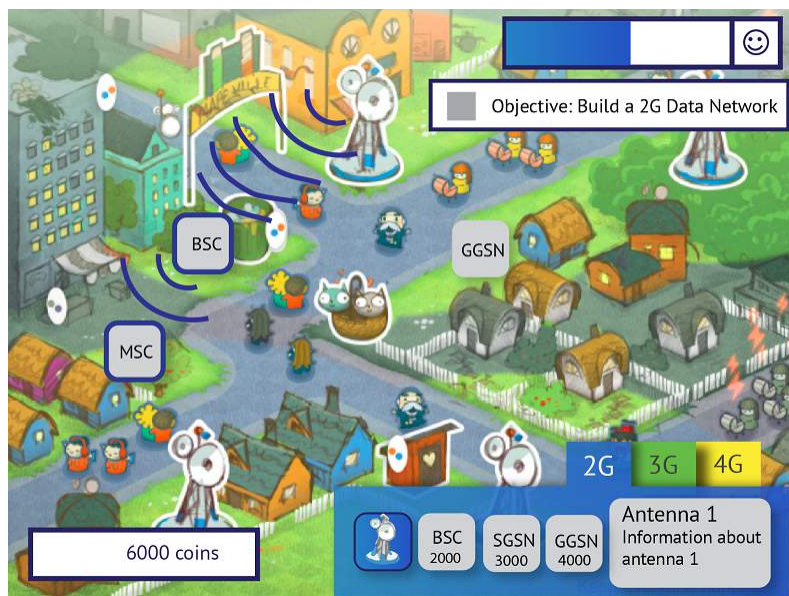 Objective: Build a 2G Data Network
BSC
GGSN
MSC
2G
3G
4G
6000 coins
BSC
2000
SGSN
3000
GGSN
4000
Antenna 1
Information about
antenna 1